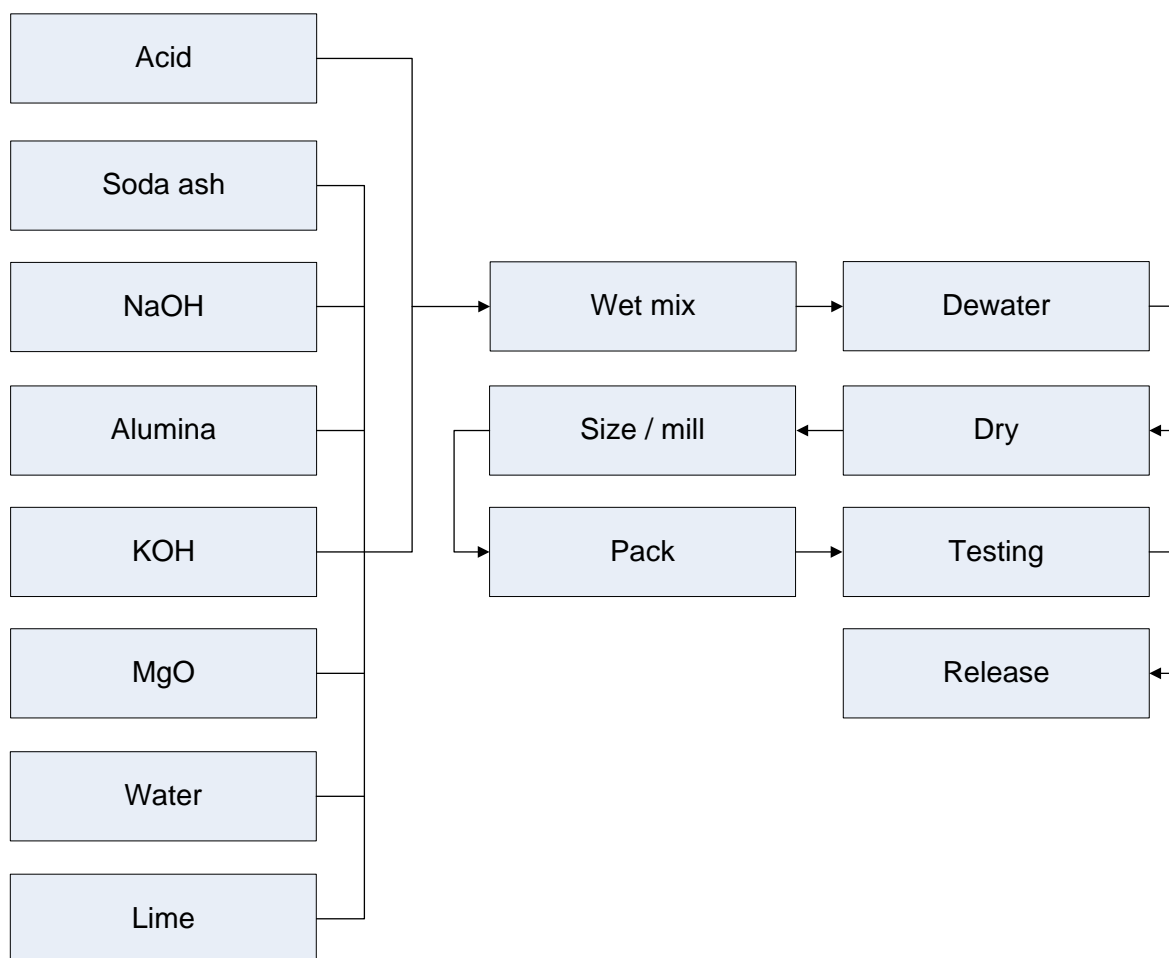 Acid
Soda ash
NaOH
Alumina
KOH
MgO
Water
Lime
Wet mix
Dewater
Size / mill
Dry
Pack
Testing
Release